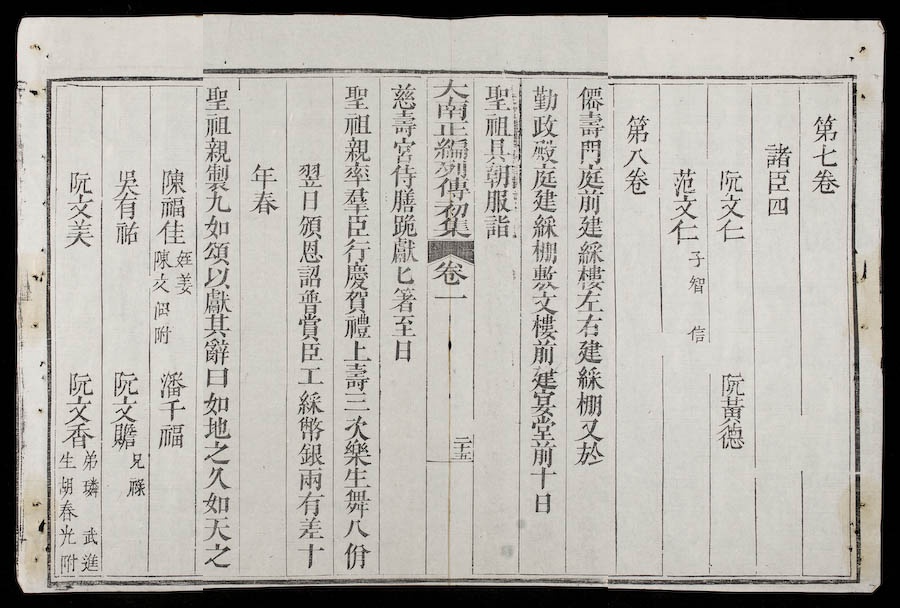 第七卷
諸臣四
阮文仁 阮黃德
范文仁 子智 信
第八卷
僊壽門庭前建綵樓左右建綵棚又於
勤政殿庭建綵棚敷文樓前建宴堂前十日
聖祖具朝服詣
大南正編列傳初集 卷一 二十五
慈壽宮侍膳跪獻匕箸至日
聖祖親率羣臣行慶賀禮上壽三次樂生舞八佾
翌日頒恩詔普賞臣工綵幣銀兩有差十
年春
聖祖親製九如頌以獻其辭曰如地之久如天之
陳福佳 姪姜 陳文附 潘千福
吳有祐 阮文贍 兄
阮文美 阮文香 弟璘 武進生胡春光附